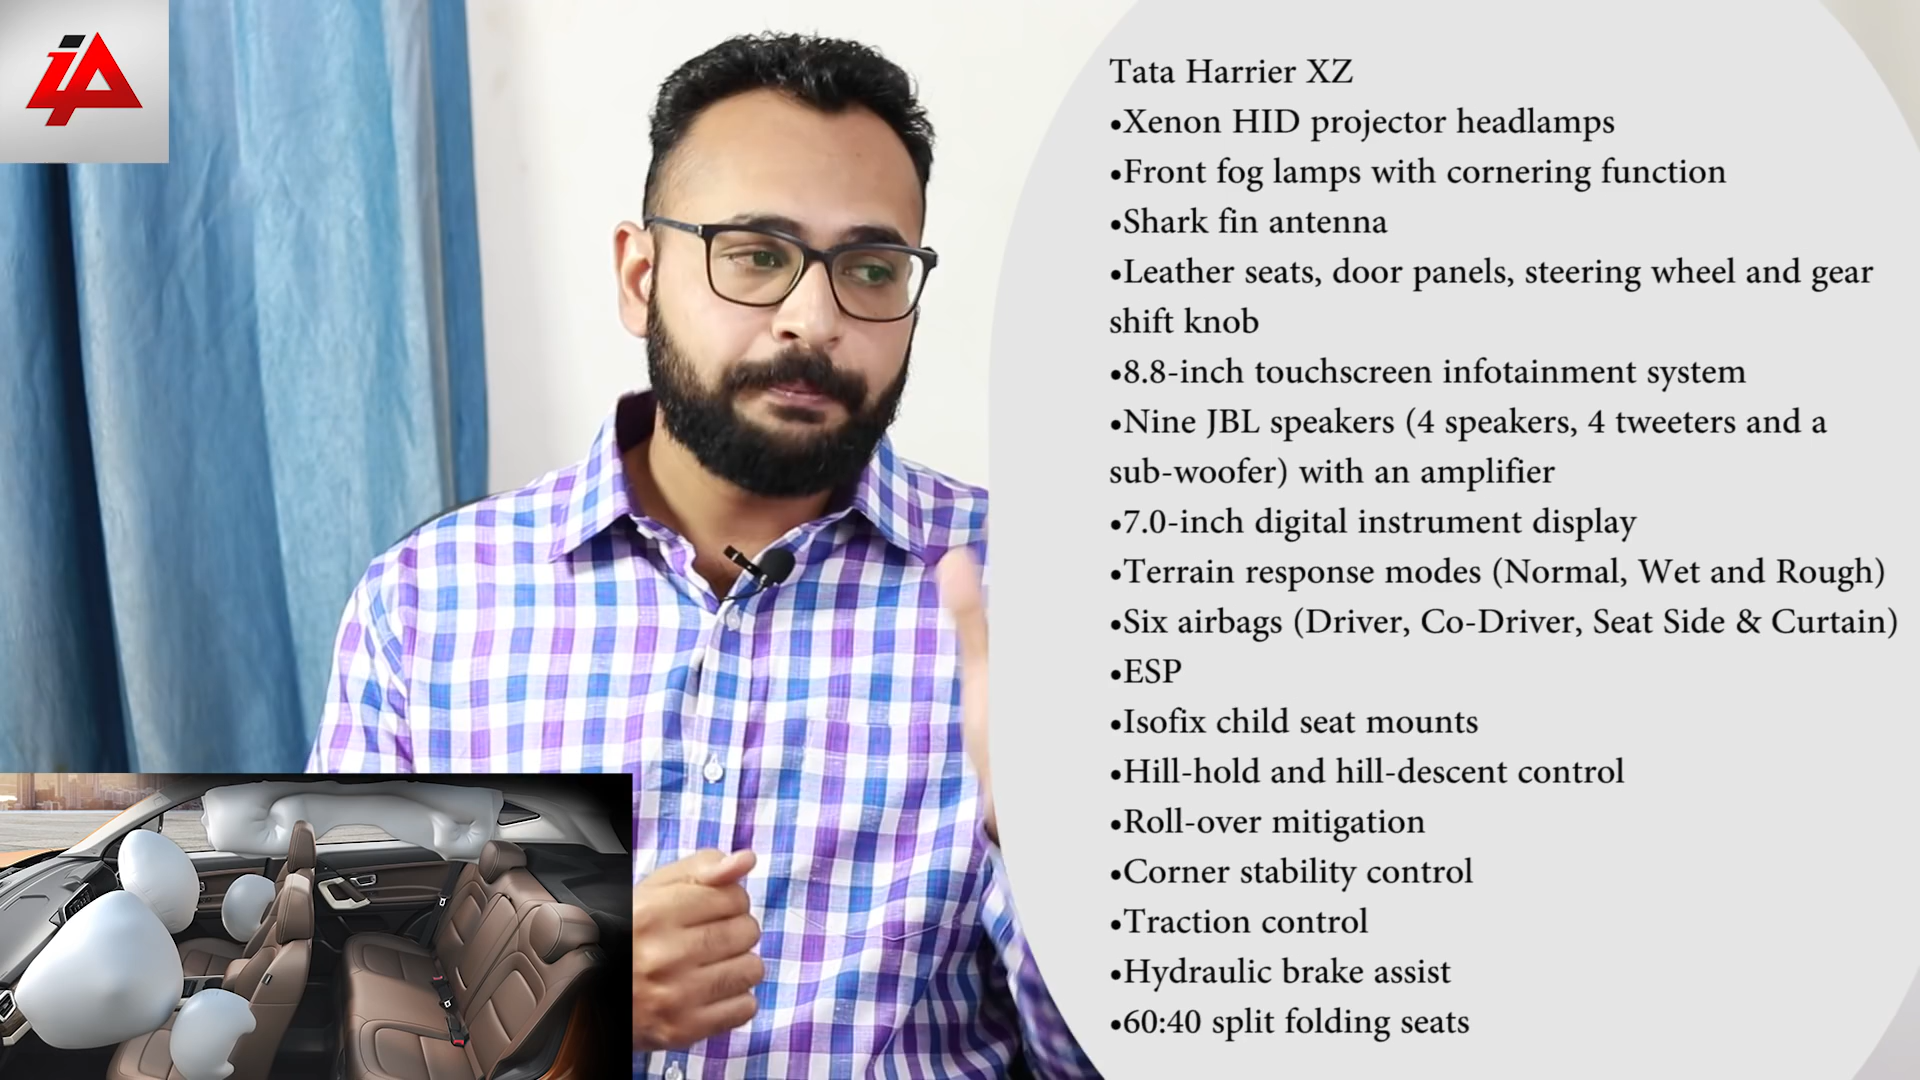 iA
Tata Harrier XZ
•Xenon HID projector headlamps
•Front fog lamps with cornering function
•Shark fin antenna
•Leather seats, door panels, steering wheel and gear
shift knob
•8.8-inch touchscreen infotainment system
•Nine JBL speakers (4 speakers, 4 tweeters and a
sub-woofer) with an amplifier
•7.0-inch digital instrument display
•Terrain response modes (Normal, Wet and Rough)
•Six airbags (Driver, Co-Driver, Seat Side & Curtain)
•ESP
•Isofix child seat mounts
•Hill-hold and hill-descent control
•Roll-over mitigation
•Corner stability control
•Traction control
•Hydraulic brake assist
•60:40 split folding seats